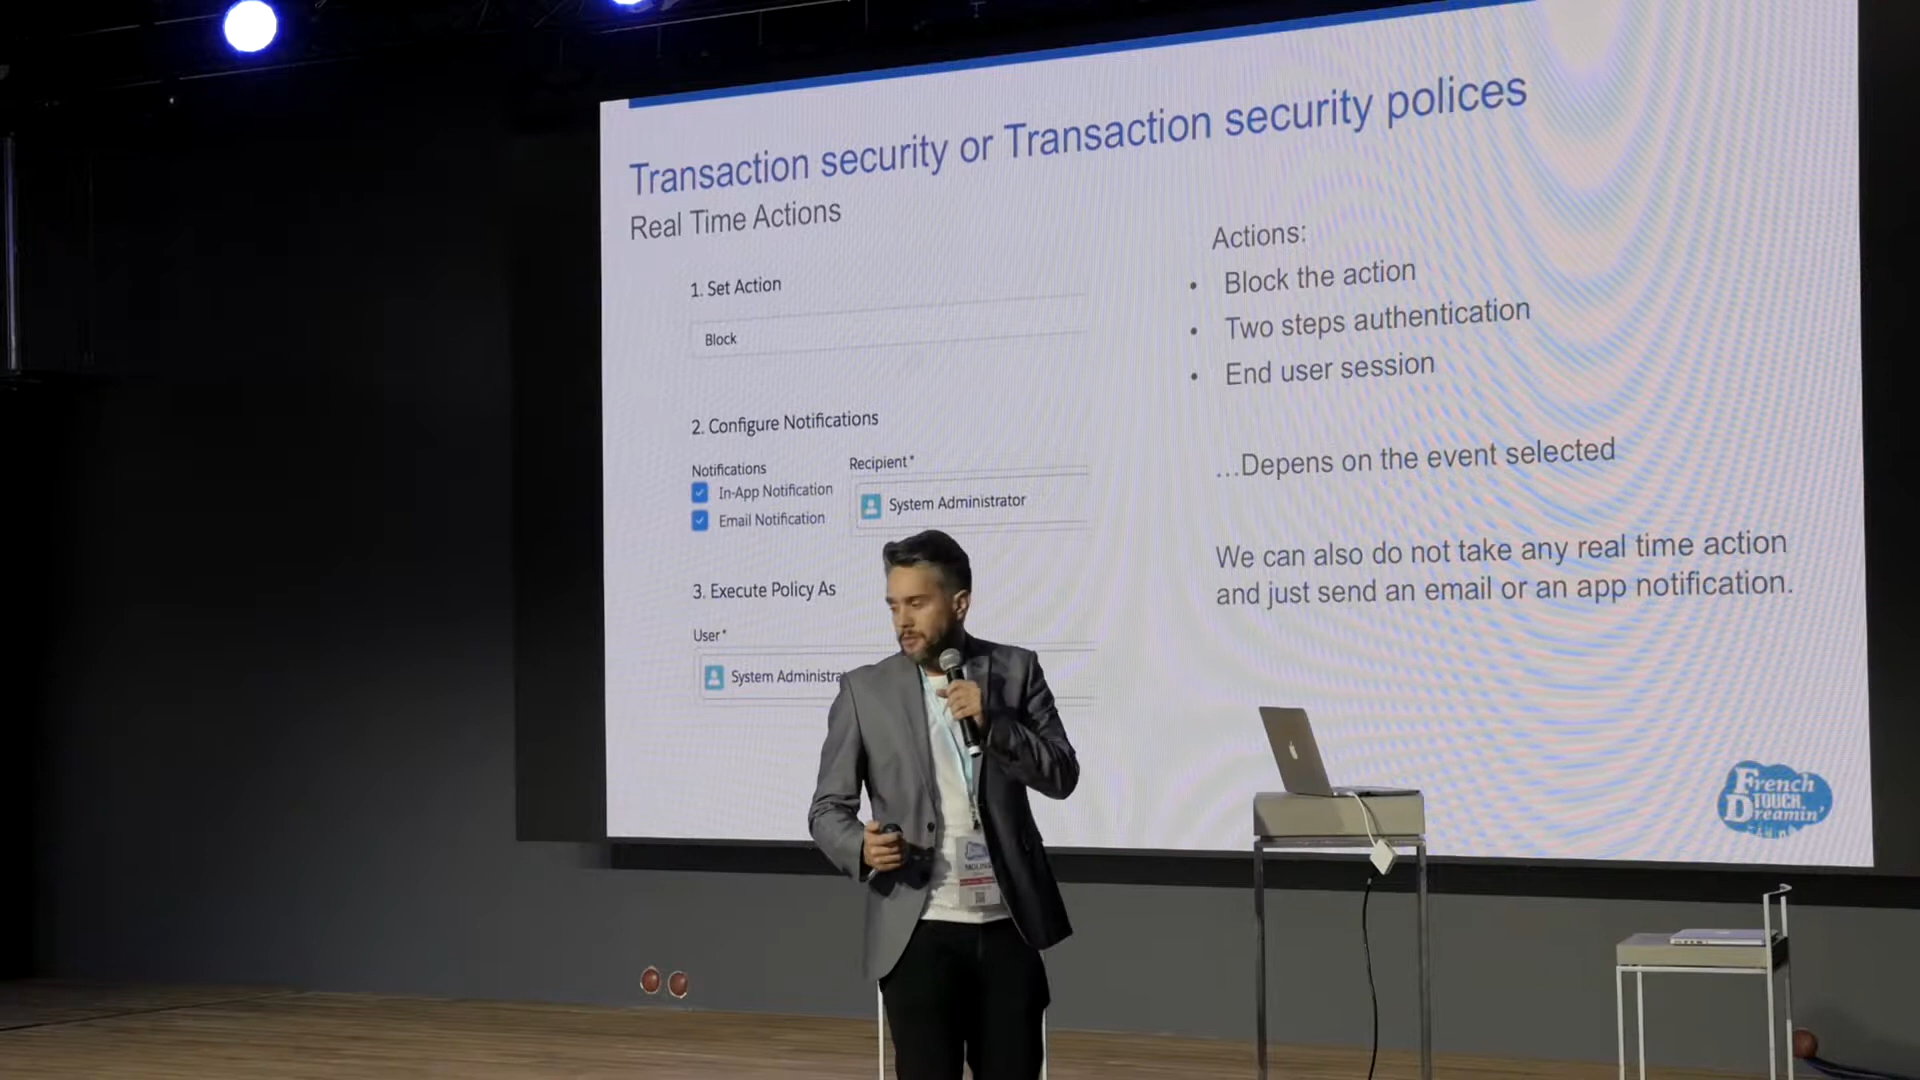 Transaction security or Transaction security polices
Real Time Actions
1. Set Action
Block
2. Configure Notifications
Notifications
In-App Notification
Email Notification
Recipient*
System Administrator
3. Execute Policy As
User*
System Administra
Actions:
• Block the action
• Two steps authentication
• End user session
...Depens on the event selected
We can also do not take any real time action
and just send an email or an app notification.
French
TOUCH
Dreamin'